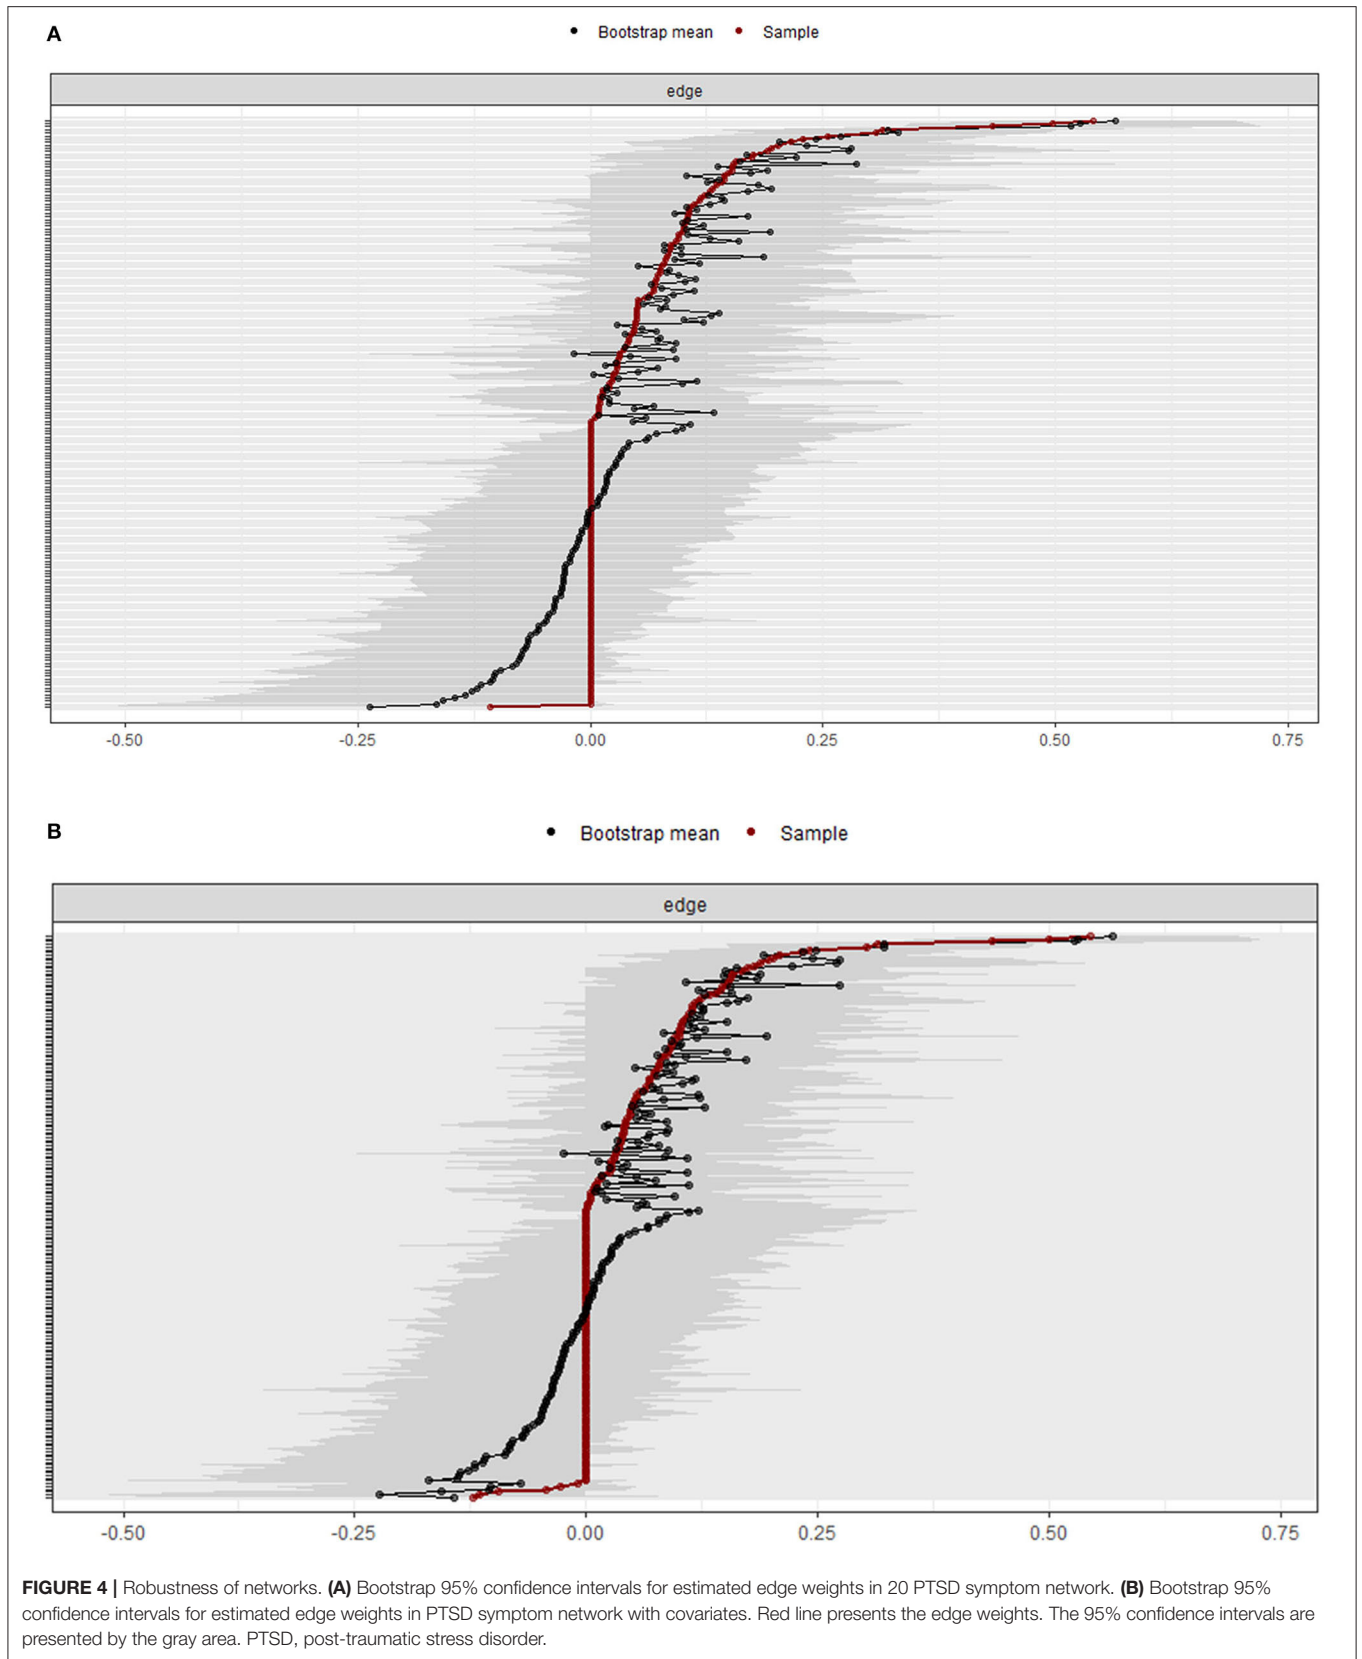 A
Bootstrap mean Sample
edge
-0.50 -0.25 0.00 0.25 0.50 0.75
B
Bootstrap mean Sample
edge
-0.50 -0.25 0.00 0.25 0.50 0.75
FIGURE 4 | Robustness of networks. (A) Bootstrap 95% confidence intervals for estimated edge weights in 20 PTSD symptom network. (B) Bootstrap 95%
confidence intervals for estimated edge weights in PTSD symptom network with covariates. Red line presents the edge weights. The 95% confidence intervals are
presented by the gray area. PTSD, post-traumatic stress disorder.